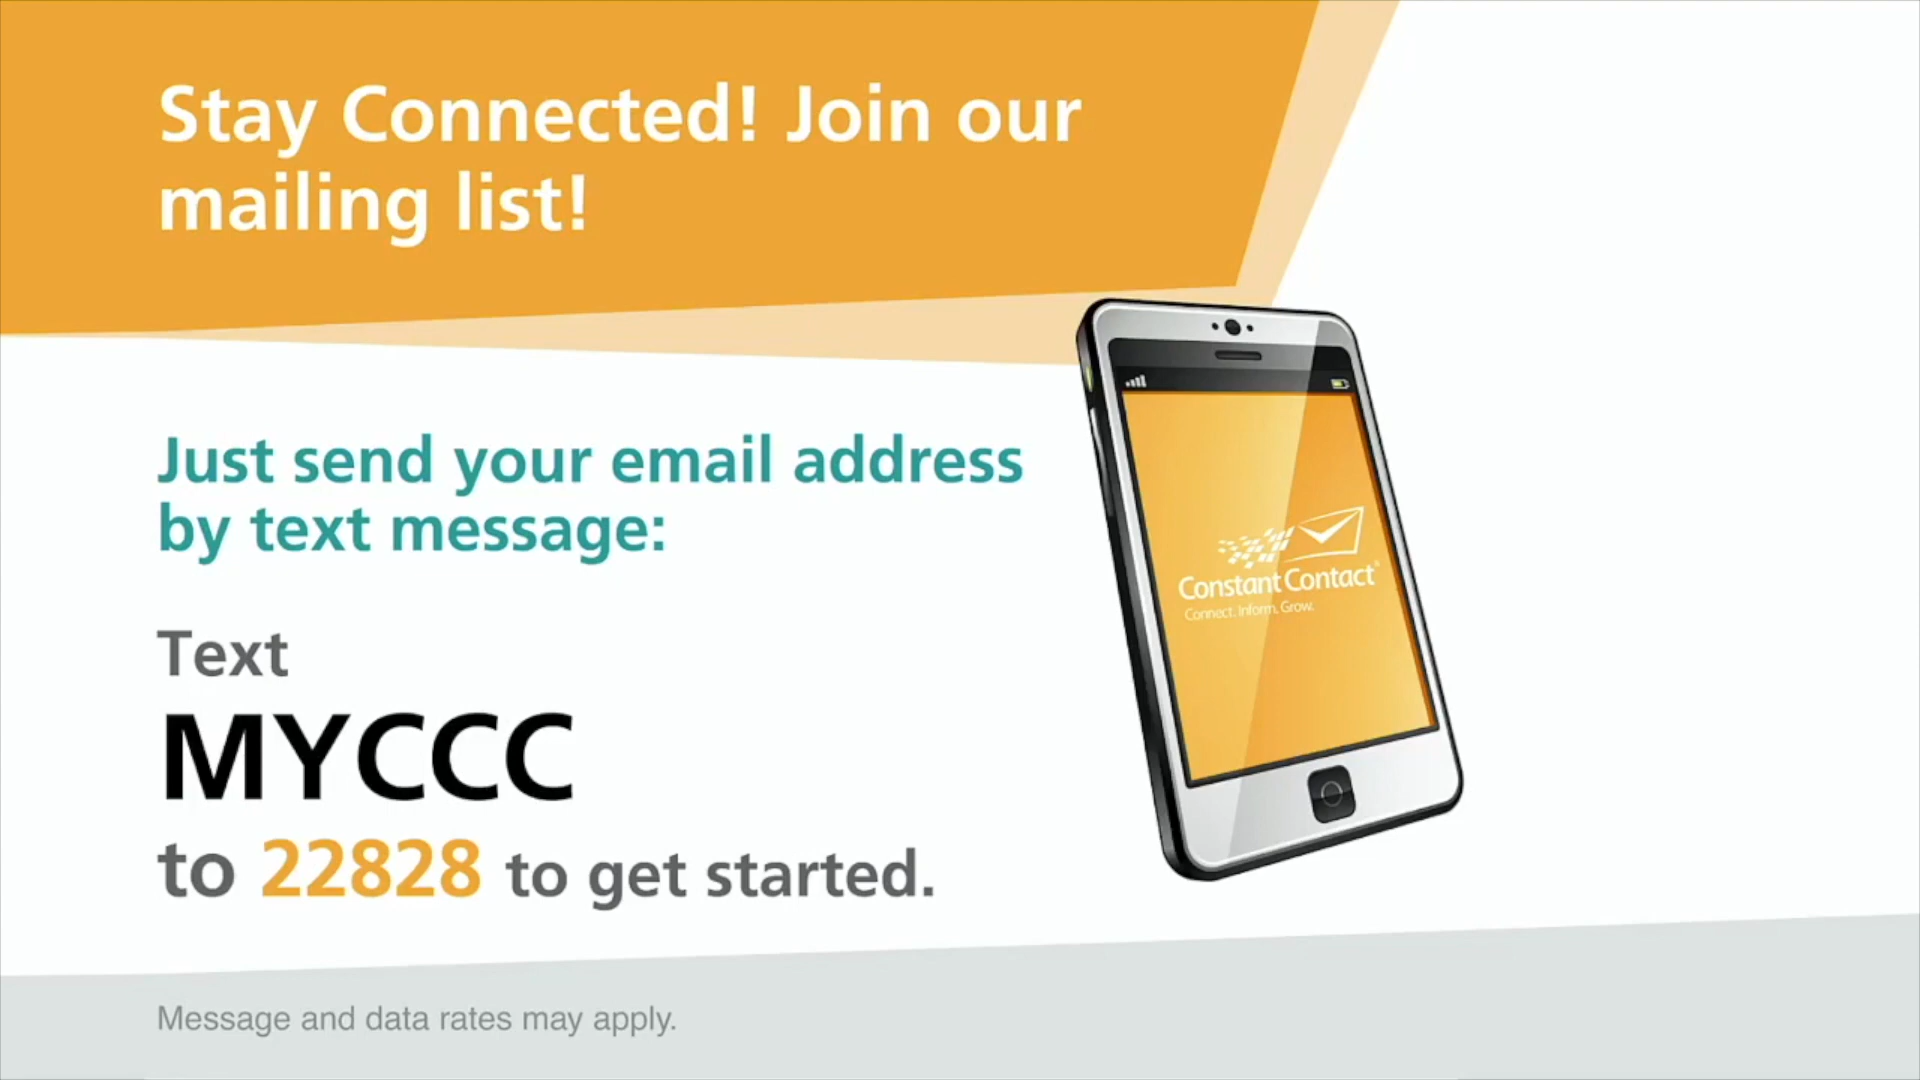 Stay Connected! Join our
mailing list!
Just send your email address
by text message:
Text
MYCCC
to 22828 to get started.
Constant Contact®
Connect. Inform. Grow.
Message and data rates may apply.